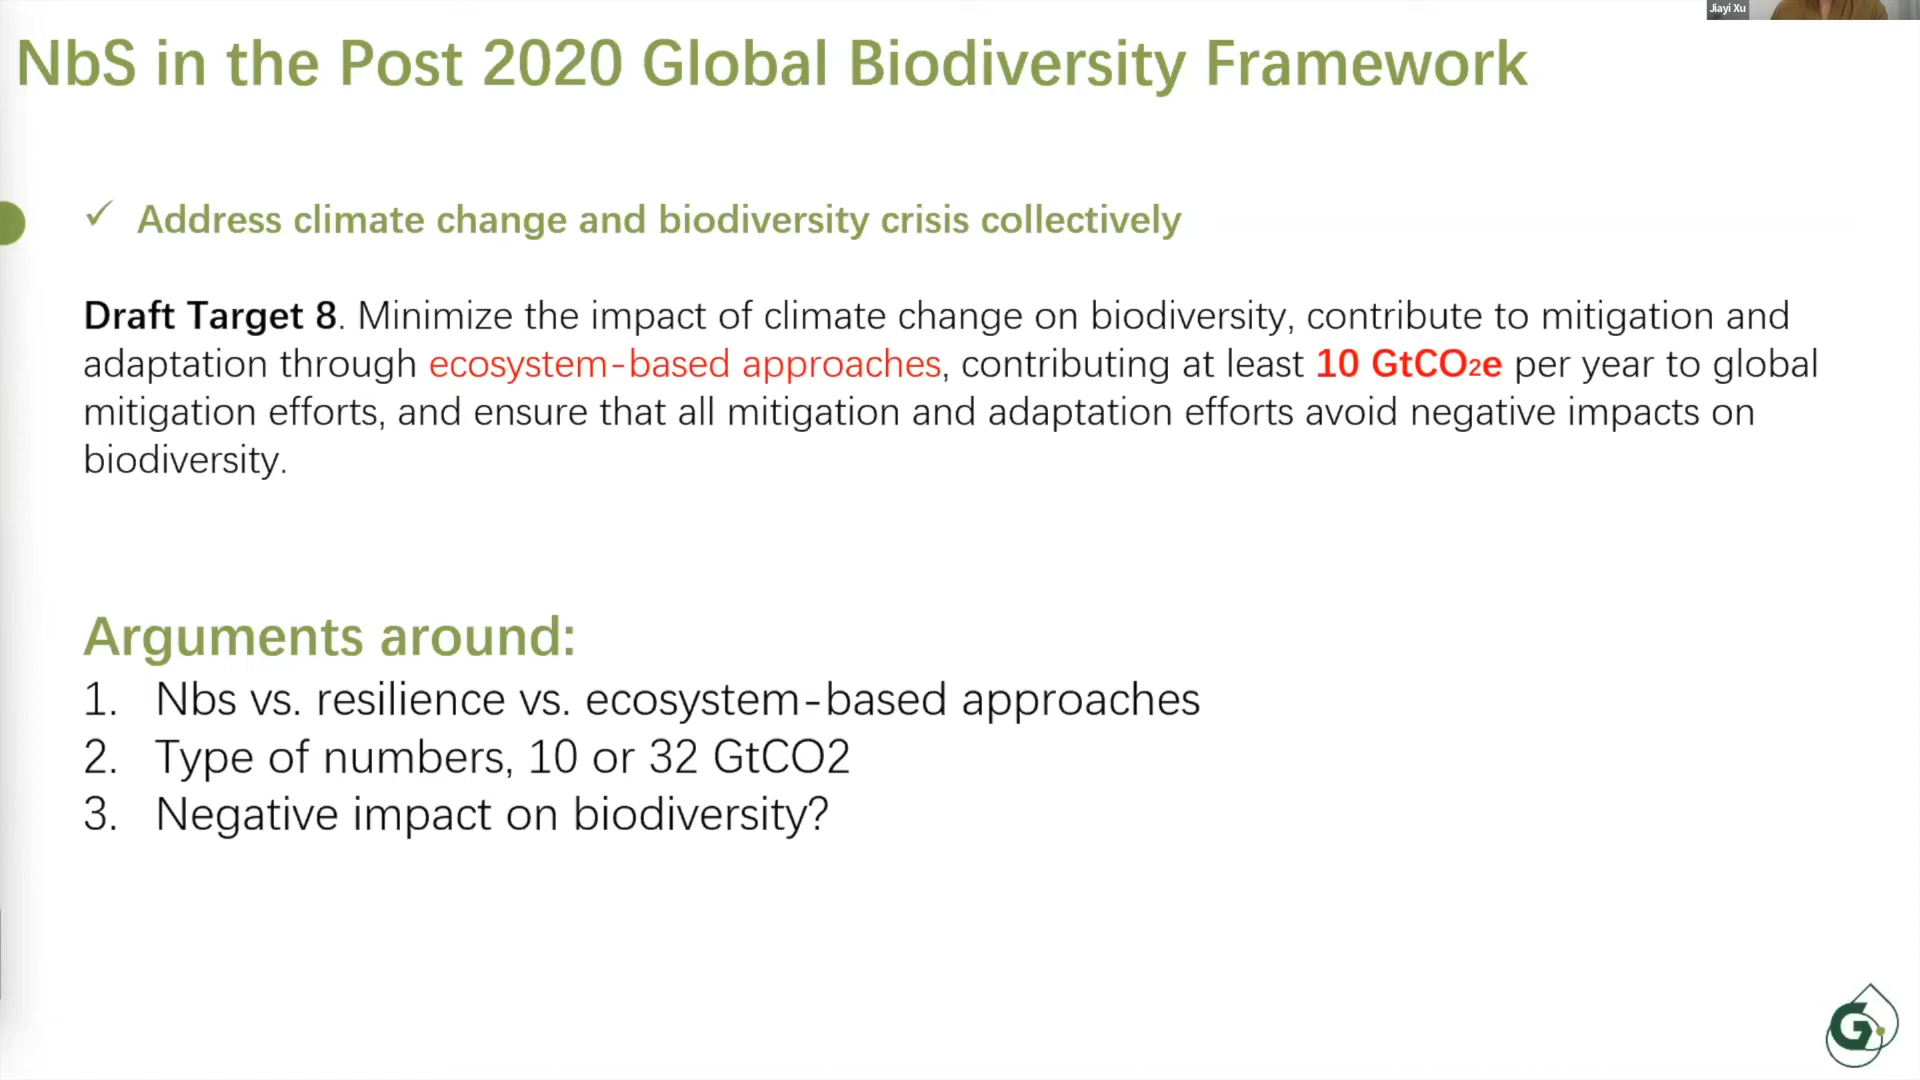 Jiayi Xu
NbS in the Post 2020 Global Biodiversity Framework
✓ Address climate change and biodiversity crisis collectively
Draft Target 8. Minimize the impact of climate change on biodiversity, contribute to mitigation and
adaptation through ecosystem-based approaches, contributing at least 10 GtCO2e per year to global
mitigation efforts, and ensure that all mitigation and adaptation efforts avoid negative impacts on
biodiversity.
Arguments around:
1. Nbs vs. resilience vs. ecosystem-based approaches
2. Type of numbers, 10 or 32 GtCO2
3. Negative impact on biodiversity?
G